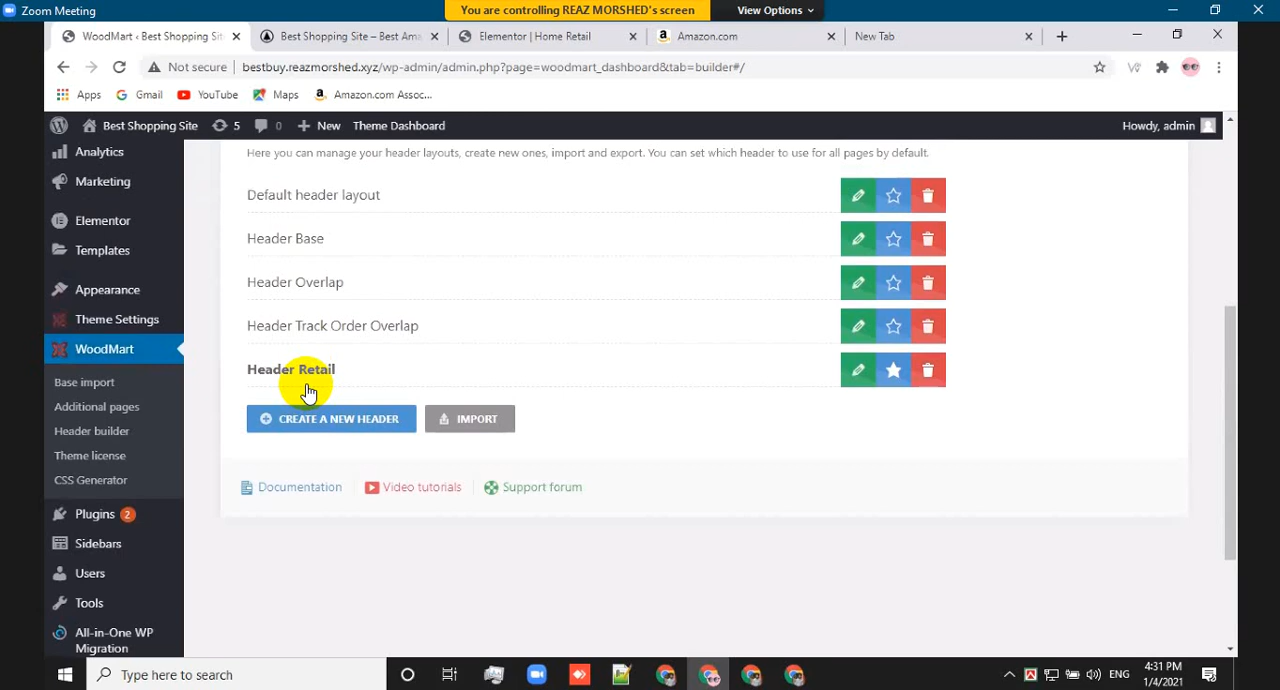 Zoom Meeting
You are controlling REAZ MORSHED's screen
View Options
WoodMart ‹ Best Shopping Sit
Best Shopping Site – Best Am
Elementor | Home Retail
Amazon.com
New Tab
Not secure
bestbuy.reazmorshed.xyz/wp-admin/admin.php?page=woodmart_dashboard&tab=builder#/
Apps
Gmail
YouTube
Maps
Amazon.com Assoc...
Best Shopping Site
5
0
New
Theme Dashboard
Howdy, admin
Analytics
Marketing
Elementor
Templates
Appearance
Theme Settings
WoodMart
Base import
Additional pages
Header builder
Theme license
CSS Generator
Plugins 2
Sidebars
Users
Tools
All-in-One WP
Migration
Here you can manage your header layouts, create new ones, import and export. You can set which header to use for all pages by default.
Default header layout
Header Base
Header Overlap
Header Track Order Overlap
Header Retail
CREATE A NEW HEADER
IMPORT
Documentation
Video tutorials
Support forum
Type here to search
ENG
4:31 PM
1/4/2021